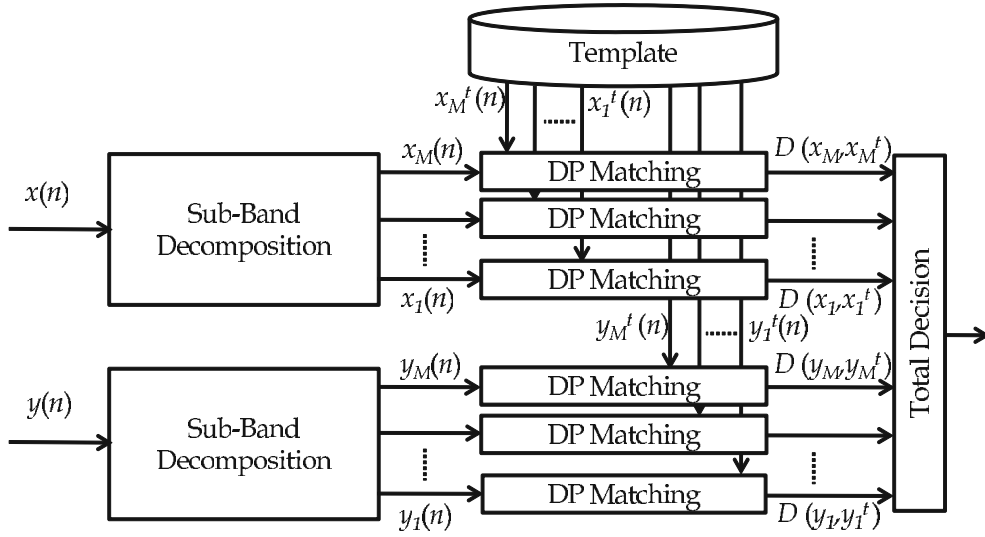 Template
x_M^t(n)
x_1^t(n)
x_M(n)
DP Matching
D (x_M,x_M^t)
x(n)
Sub-Band
Decomposition
DP Matching
x_1(n)
DP Matching
D (x_1,x_1^t)
y_M^t(n)
y_1^t(n)
Total Decision
y_M(n)
DP Matching
D (y_M,y_M^t)
y(n)
Sub-Band
Decomposition
DP Matching
y_1(n)
DP Matching
D (y_1,y_1^t)